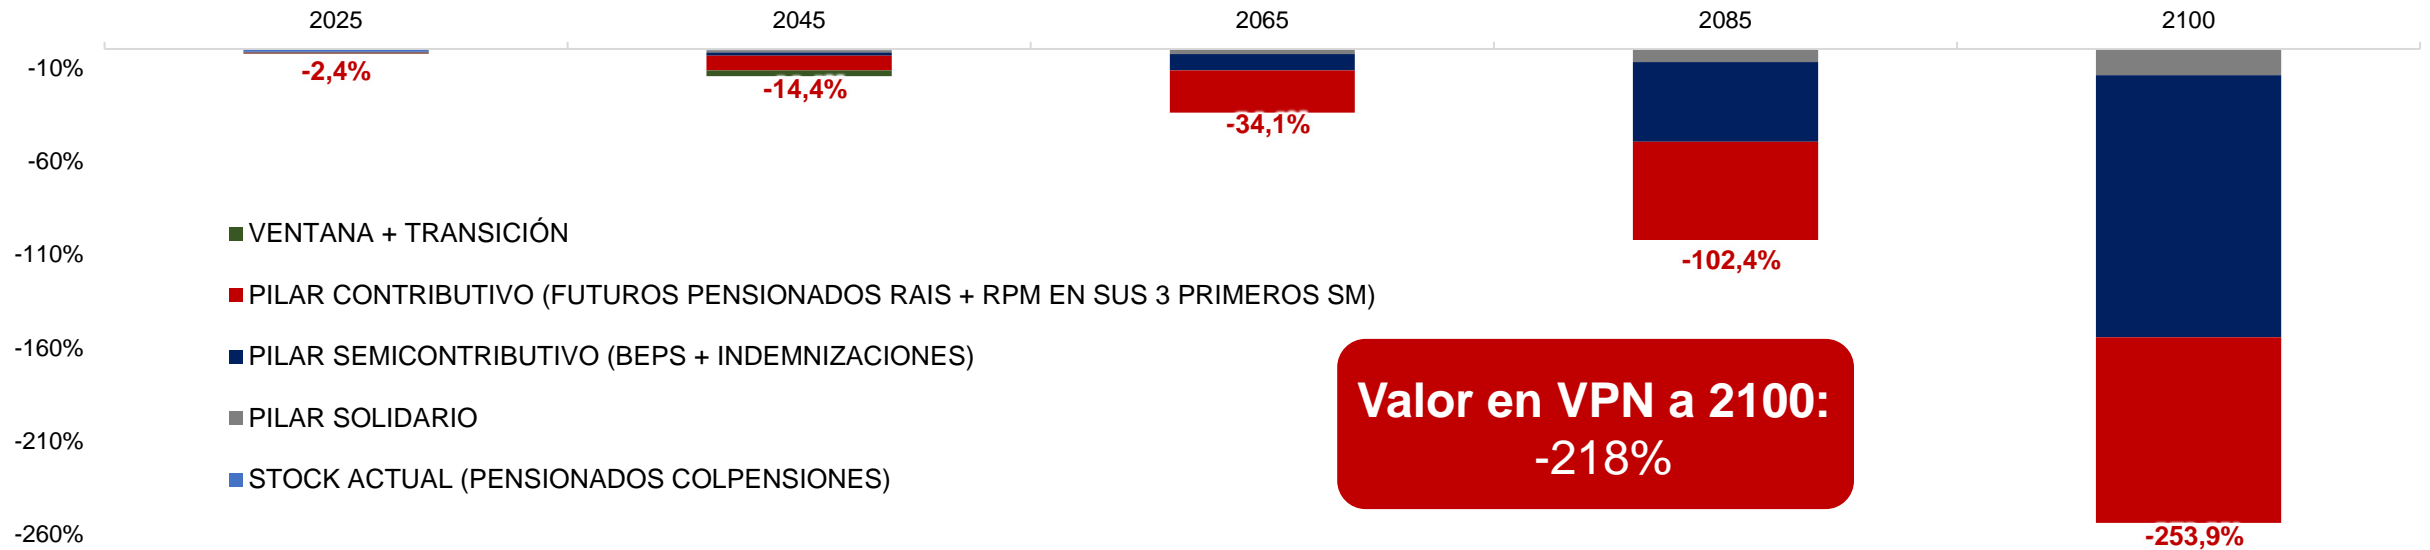 2025
2045
2065
2085
2100
-10%
-60%
-110%
-160%
-210%
-260%
-2,4%
-14,4%
-34,1%
-102,4%
-253,9%
VENTANA + TRANSICIÓN
PILAR CONTRIBUTIVO (FUTUROS PENSIONADOS RAIS + RPM EN SUS 3 PRIMEROS SM)
PILAR SEMICONTRIBUTIVO (BEPS + INDEMNIZACIONES)
PILAR SOLIDARIO
STOCK ACTUAL (PENSIONADOS COLPENSIONES)
Valor en VPN a 2100:
-218%